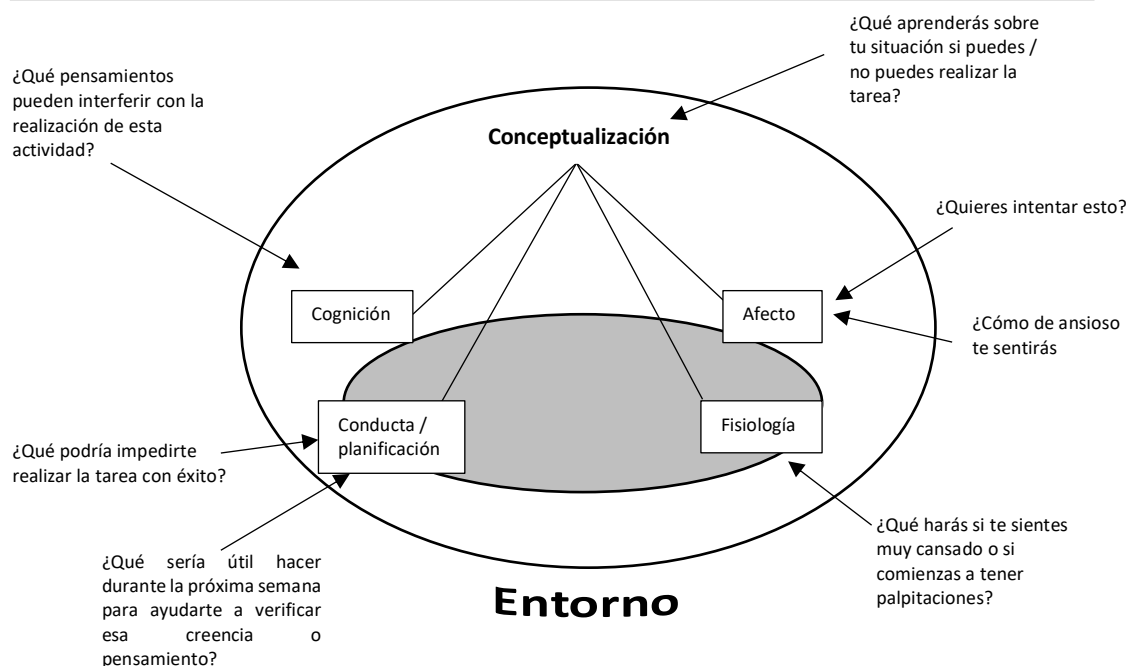 ¿Qué aprenderás sobre
tu situación si puedes /
no puedes realizar la
tarea?
¿Qué pensamientos
pueden interferir con la
realización de esta
actividad?
Conceptualización
¿Quieres intentar esto?
Cognición
Afecto
¿Cómo de ansioso
te sentirás
Conducta /
planificación
Fisiología
¿Qué podría impedirte
realizar la tarea con éxito?
¿Qué harás si te sientes
muy cansado o si
comienzas a tener
palpitaciones?
¿Qué sería útil hacer
durante la próxima semana
para ayudarte a verificar
esa creencia o
pensamiento?
Entorno